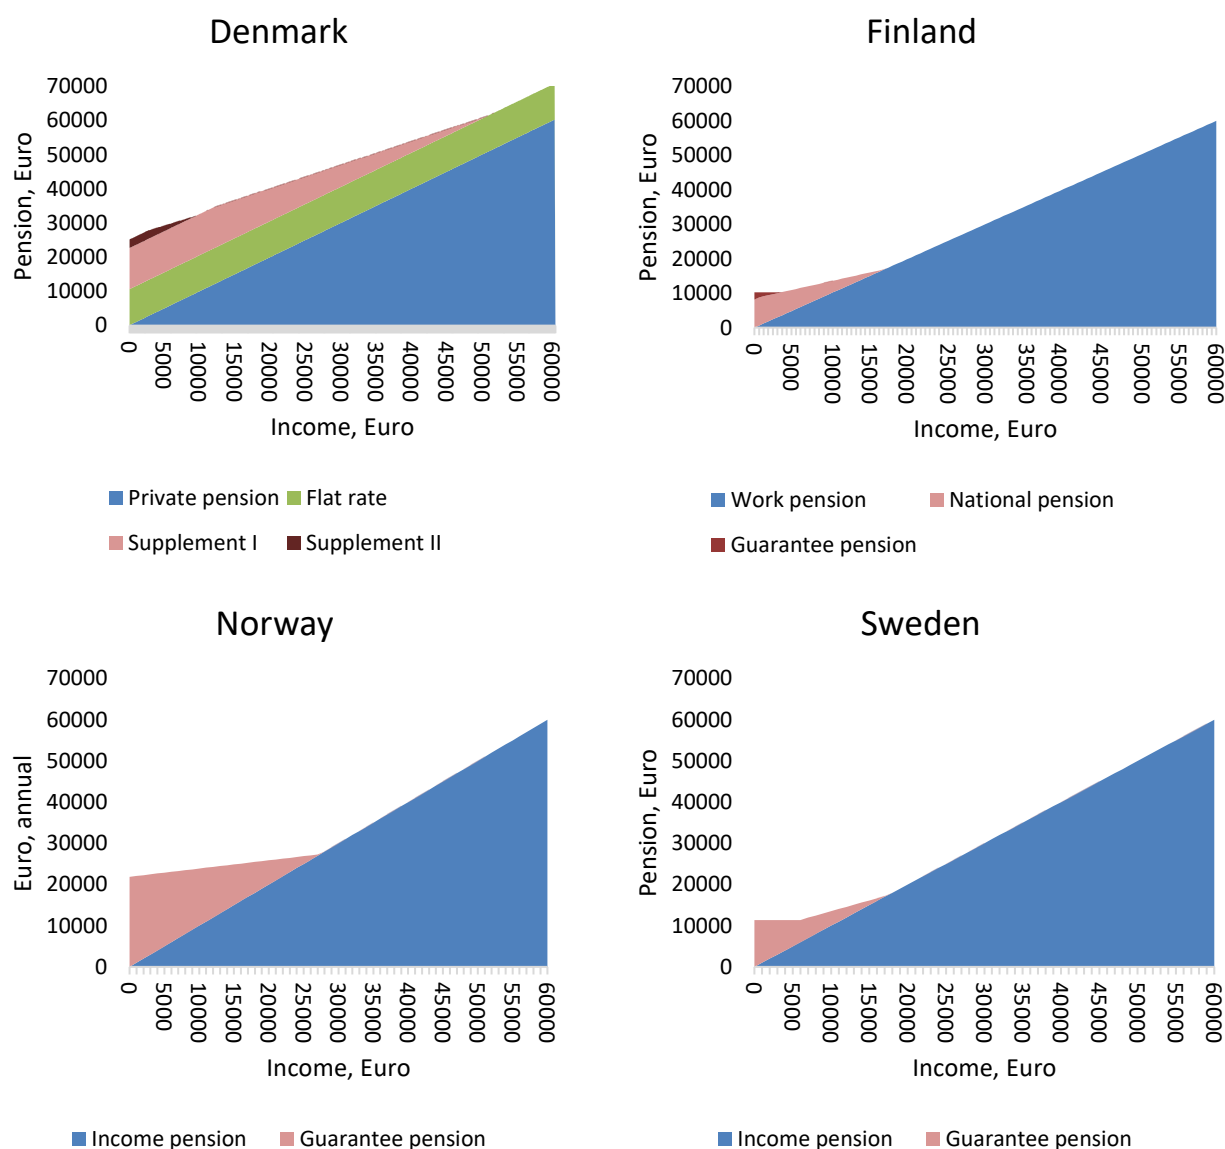 Denmark
70000
60000
50000
40000
30000
20000
10000
0
Pension, Euro
0 5000 10000 15000 20000 25000 30000 35000 40000 45000 50000 55000 60000
Income, Euro
Private pension Flat rate
Supplement I Supplement II
Finland
70000
60000
50000
40000
30000
20000
10000
0
Pension, Euro
0 5000 10000 15000 20000 25000 30000 35000 40000 45000 50000 55000 60000
Income, Euro
Work pension National pension
Guarantee pension
Norway
70000
60000
50000
40000
30000
20000
10000
0
Euro, annual
0 5000 10000 15000 20000 25000 30000 35000 40000 45000 50000 55000 60000
Income, Euro
Income pension Guarantee pension
Sweden
70000
60000
50000
40000
30000
20000
10000
0
Pension, Euro
0 5000 10000 15000 20000 25000 30000 35000 40000 45000 50000 55000 60000
Income, Euro
Income pension Guarantee pension